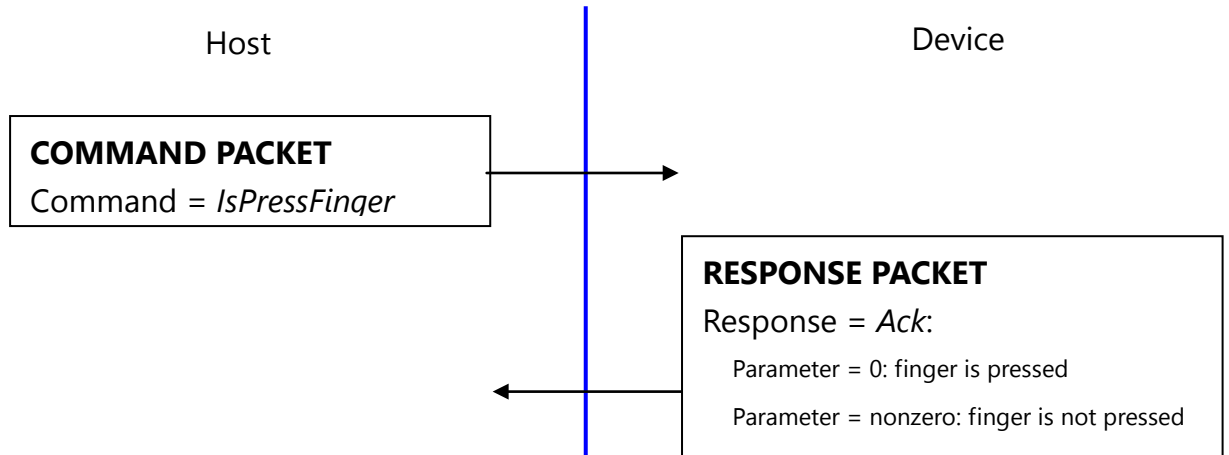 Host
Device
COMMAND PACKET
Command = IsPressFinger
RESPONSE PACKET
Response = Ack:
Parameter = 0: finger is pressed
Parameter = nonzero: finger is not pressed